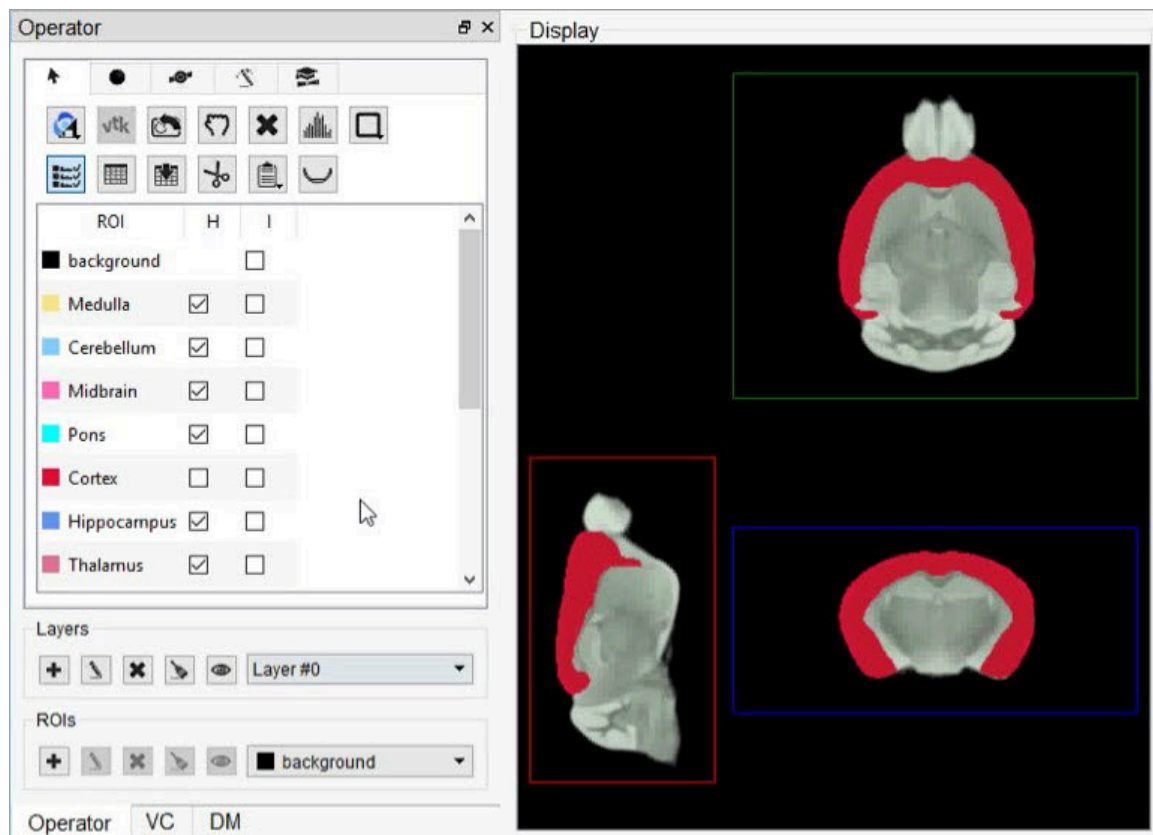 Operator
Display
vtk
ROI H I
background
Medulla
Cerebellum
Midbrain
Pons
Cortex
Hippocampus
Thalamus
Layers
Layer #0
ROIs
background
Operator VC DM